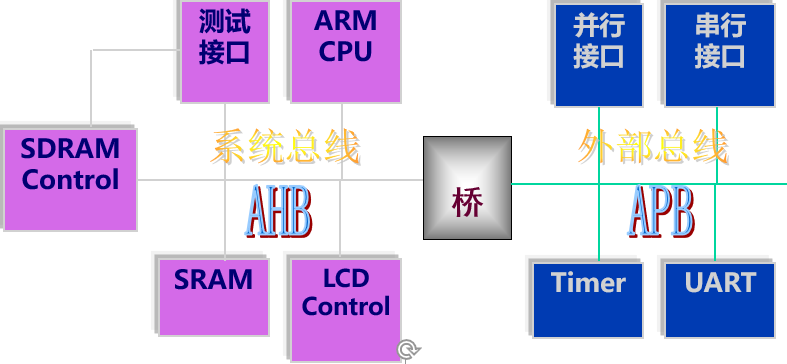 测试
接口
ARM
CPU
并行
接口
串行
接口
SDRAM
Control
系统总线
AHB
桥
外部总线
APB
SRAM
LCD
Control
Timer
UART